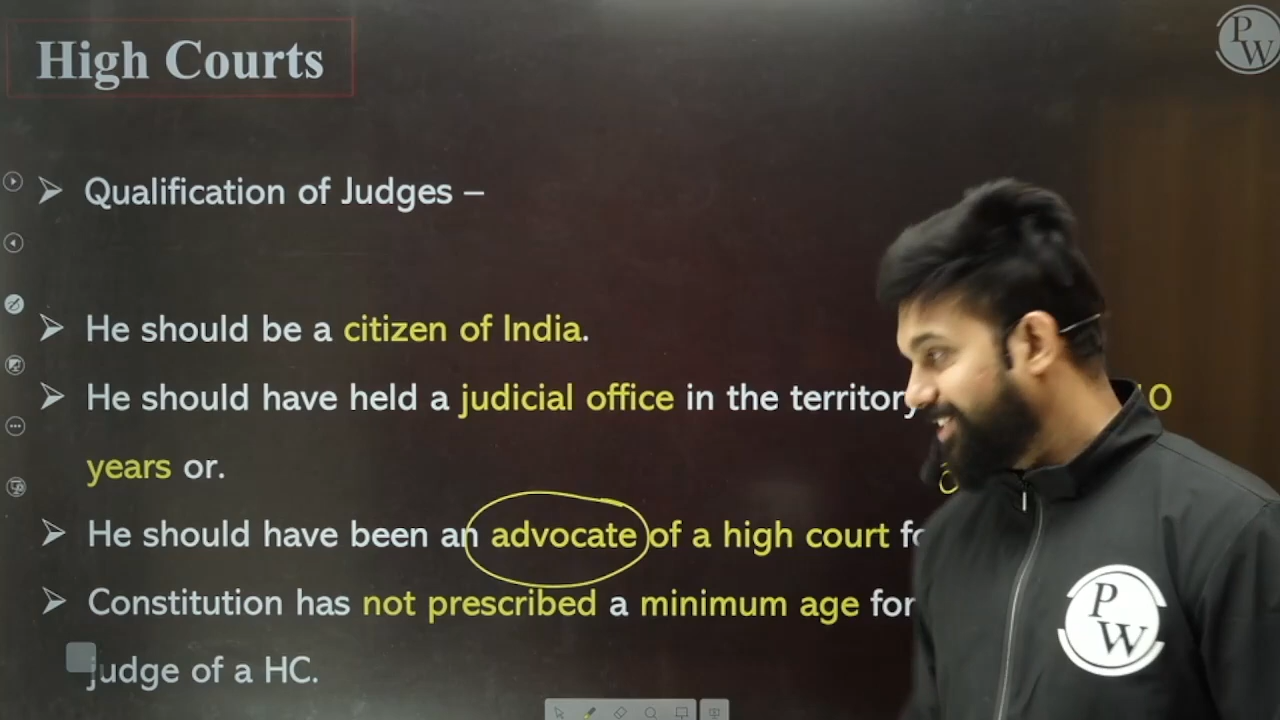 High Courts
PW
Qualification of Judges –
He should be a citizen of India.
He should have held a judicial office in the territory
years or.
He should have been an advocate of a high court
Constitution has not prescribed a minimum age for
judge of a HC.
PW